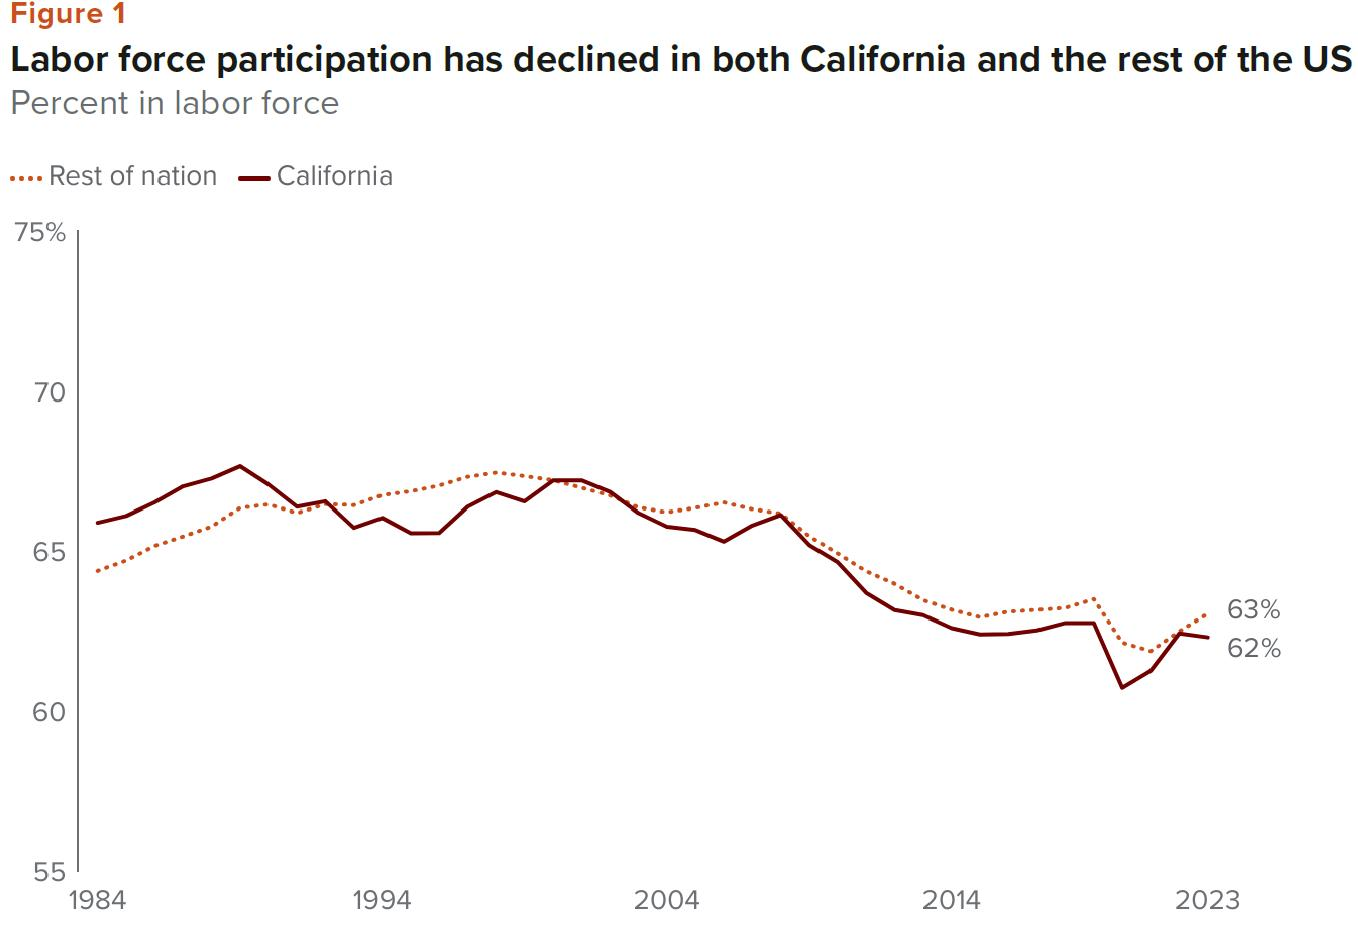 Figure 1
Labor force participation has declined in both California and the rest of the US
Percent in labor force
Rest of nation California
75%
70
65
60
55
63%
62%
1984 1994 2004 2014 2023